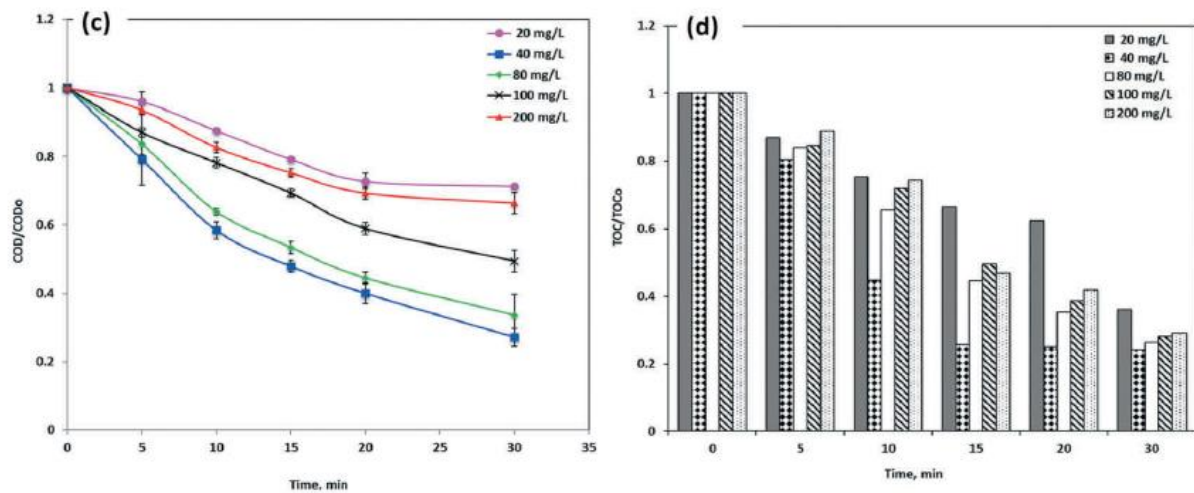 (c)
1.2
1
0.8
0.6
0.4
0.2
0
COD/CODo
20 mg/L
40 mg/L
80 mg/L
100 mg/L
200 mg/L
0 5 10 15 20 25 30 35
Time, min
(d)
1.2
1
0.8
0.6
0.4
0.2
0
TOC/TOCo
20 mg/L
40 mg/L
80 mg/L
100 mg/L
200 mg/L
0 5 10 15 20 30
Time, min